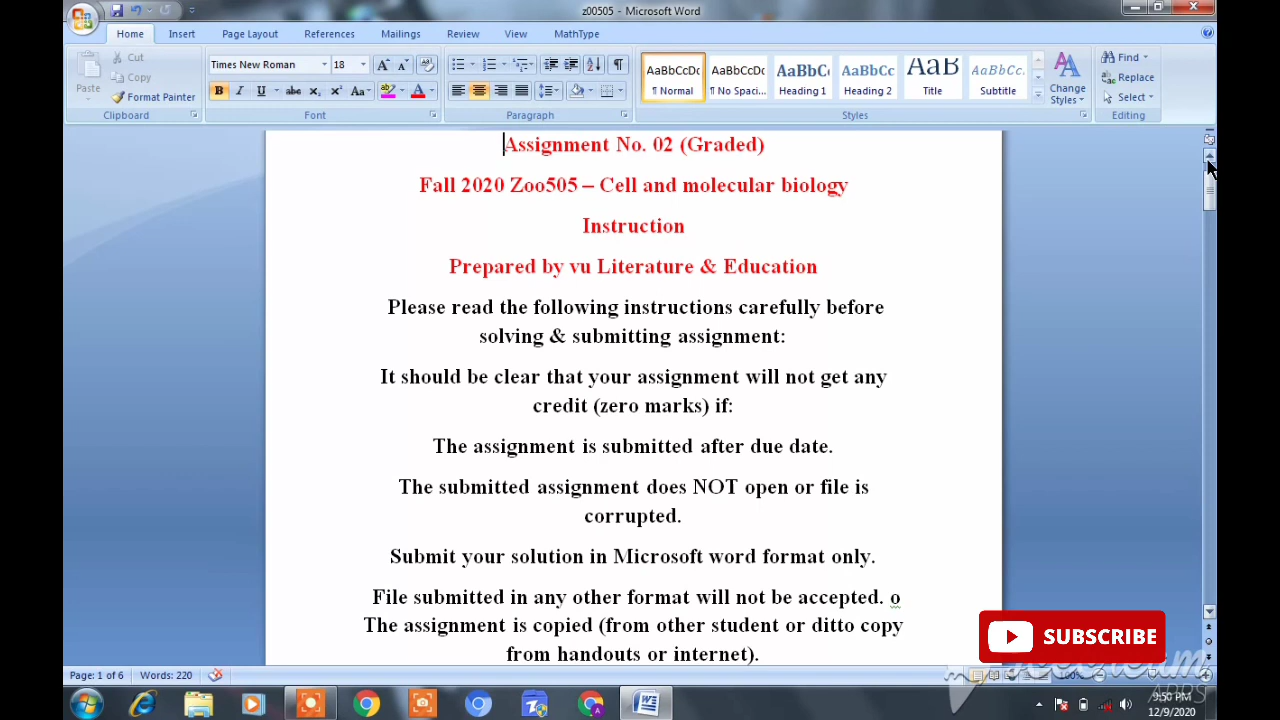 z00505 - Microsoft Word
Home Insert Page Layout References Mailings Review View MathType
Paste
Cut
Copy
Format Painter
Clipboard
Times New Roman 18
Font
Paragraph
AaBbCcDc AaBbCcDc AaBbC AaBbCc AaB AaBbCc.
¶ Normal ¶ No Spaci... Heading 1 Heading 2 Title Subtitle
Change Styles
Styles
Find
Replace
Select
Editing
Assignment No. 02 (Graded)
Fall 2020 Zoo505 – Cell and molecular biology
Instruction
Prepared by vu Literature & Education
Please read the following instructions carefully before
solving & submitting assignment:
It should be clear that your assignment will not get any
credit (zero marks) if:
The assignment is submitted after due date.
The submitted assignment does NOT open or file is
corrupted.
Submit your solution in Microsoft word format only.
File submitted in any other format will not be accepted. o
The assignment is copied (from other student or ditto copy
from handouts or internet).
SUBSCRIBE
APPS
Page: 1 of 6 Words: 220
100%
9:50 PM
12/9/2020